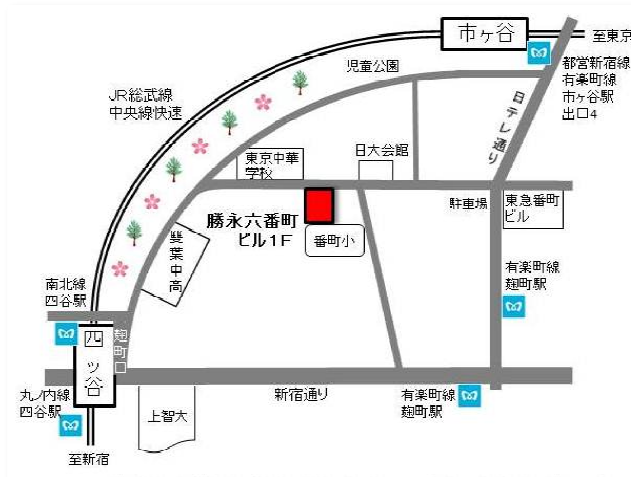 市ヶ谷
至東京
都営新宿線
有楽町線
市ヶ谷駅
出口4
児童公園
JR総武線
中央線快速
日テレ通り
日大会館
東京中華
学校
駐車場
東急番町
ビル
勝永六番町
ビル1F
番町小
雙葉中高
有楽町線
麹町駅
南北線
四谷駅
麹町口
四ッ谷
丸ノ内線
四谷駅
新宿通り
有楽町線
麹町駅
上智大
至新宿